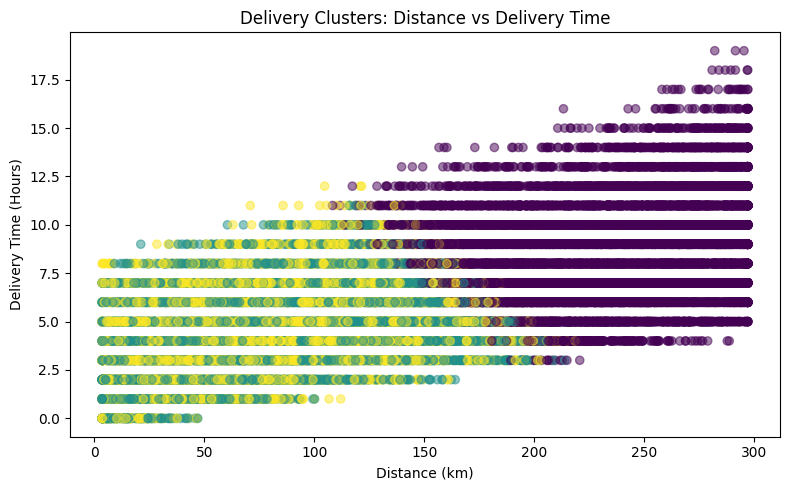 Delivery Clusters: Distance vs Delivery Time
Delivery Time (Hours)
17.5
15.0
12.5
10.0
7.5
5.0
2.5
0.0
0 50 100 150 200 250 300
Distance (km)